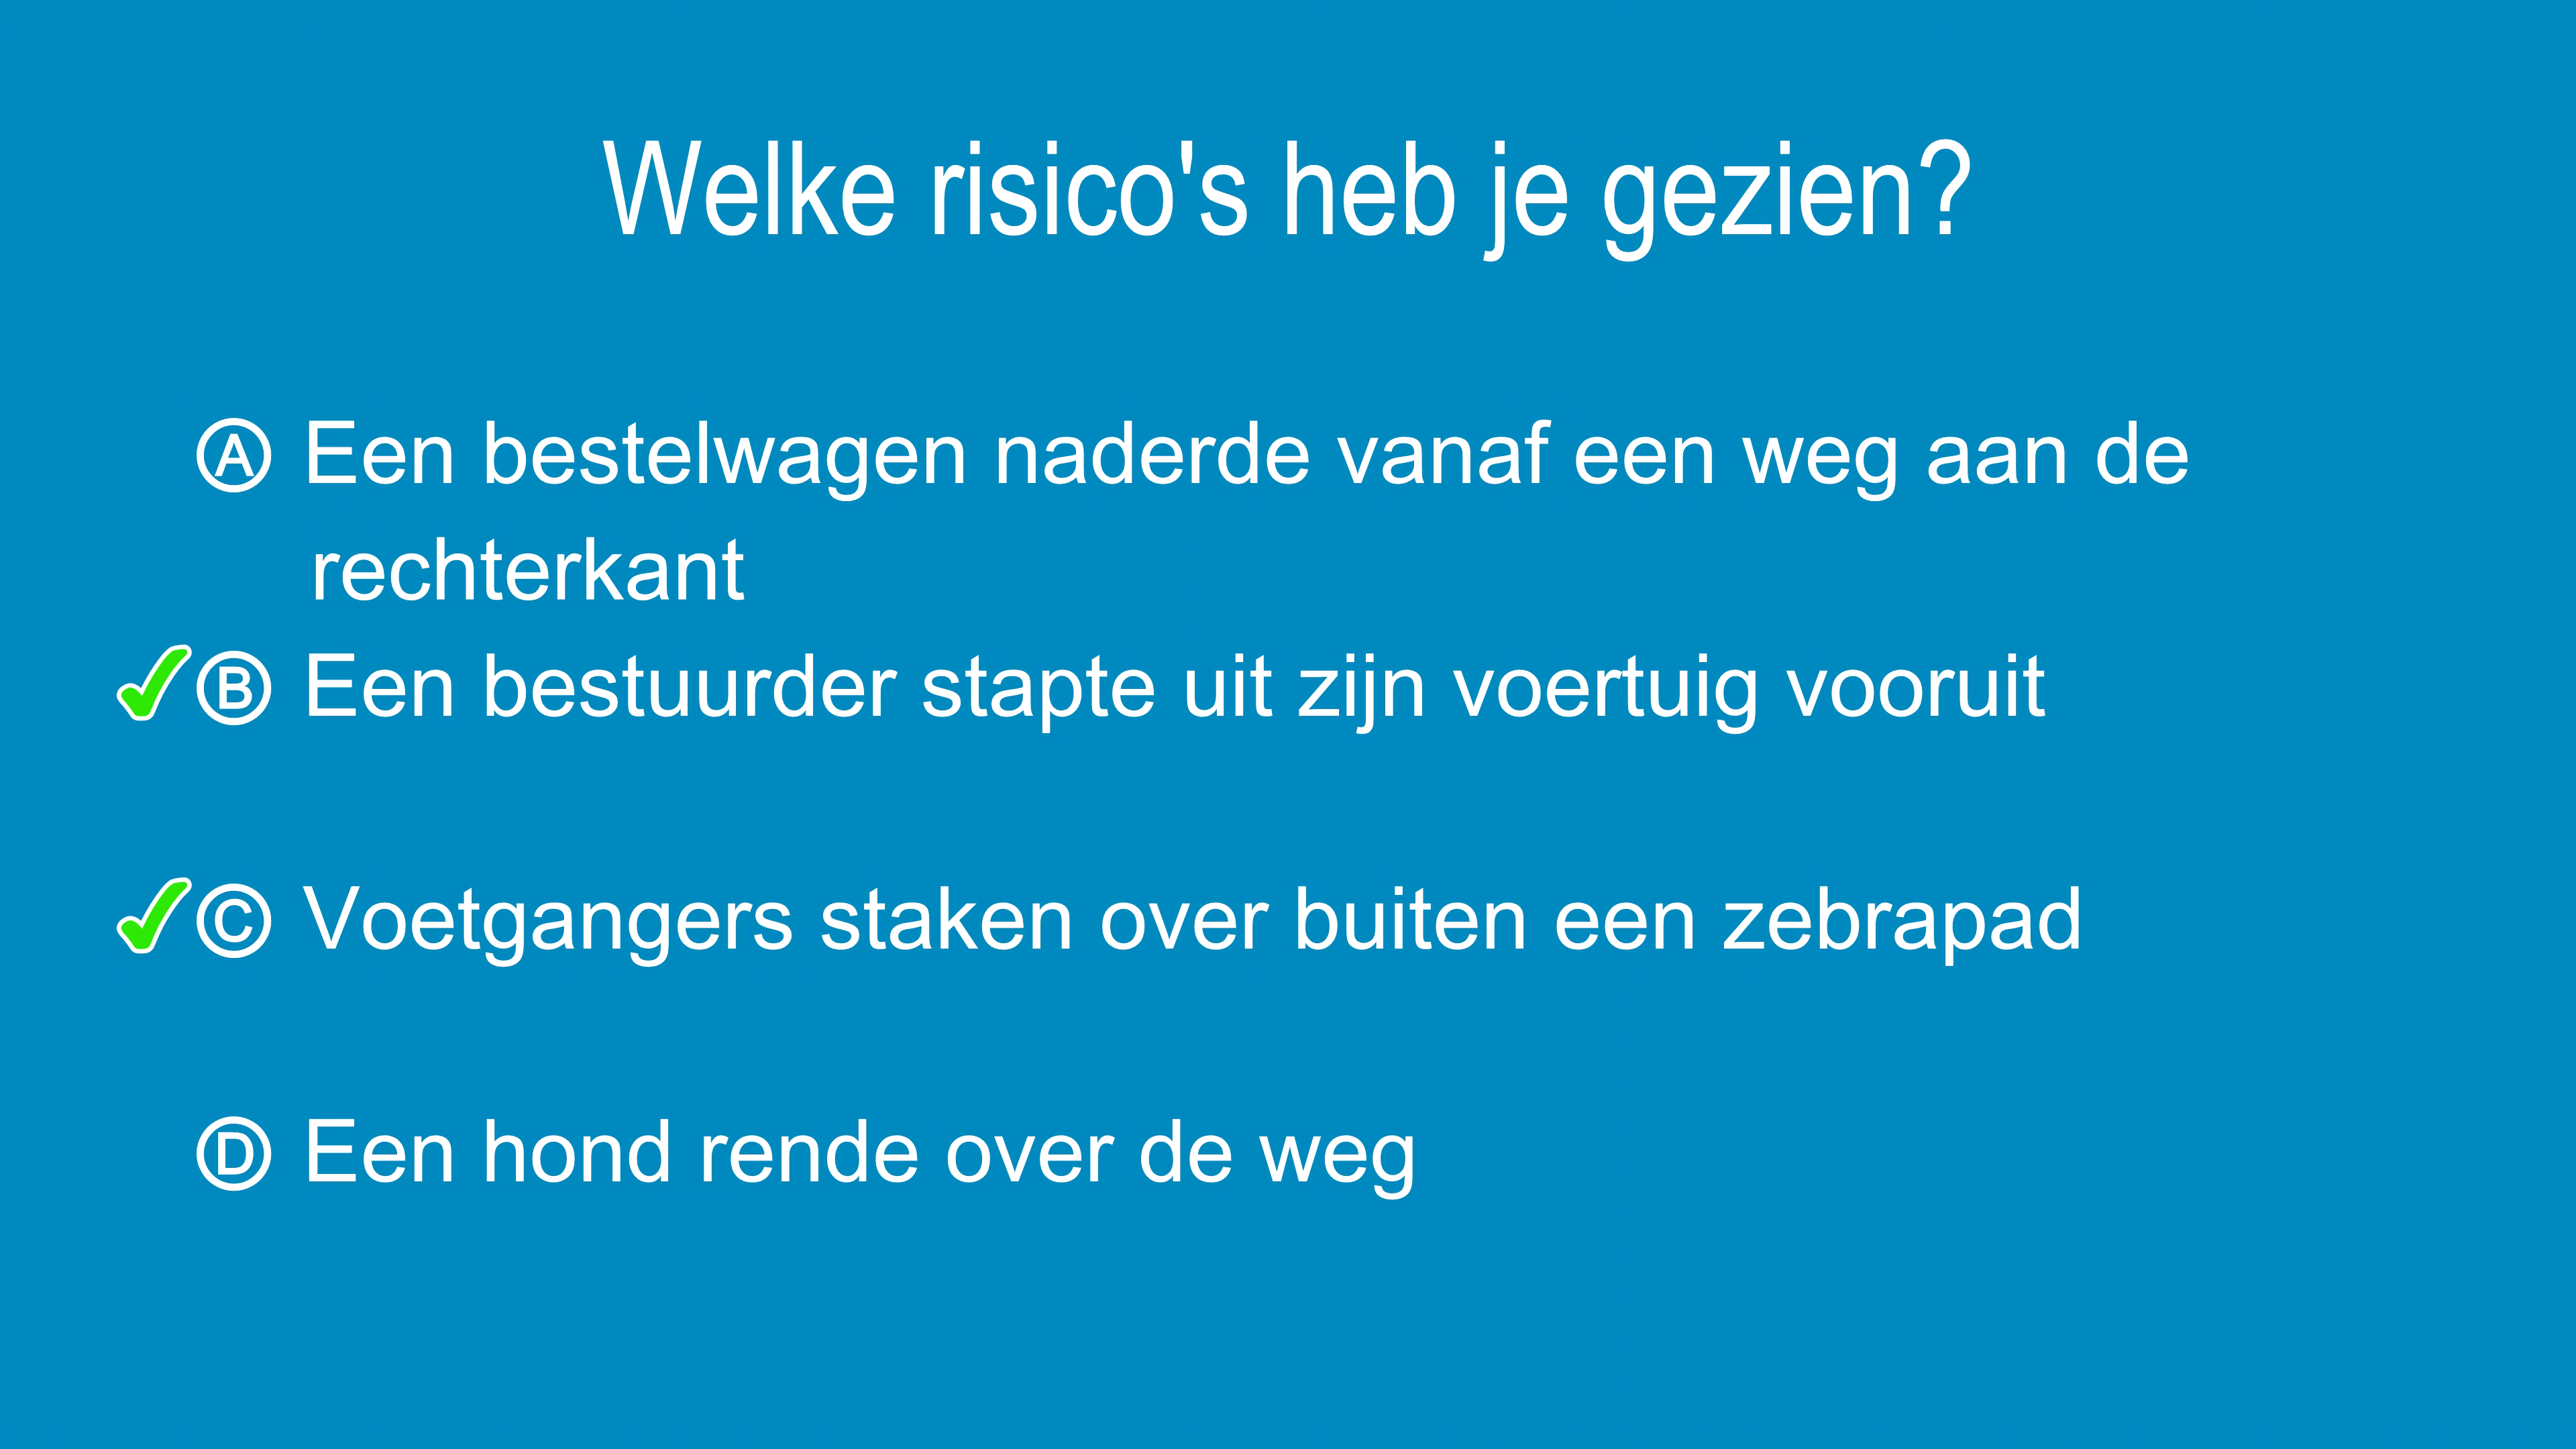 Welke risico's heb je gezien?
Ⓐ Een bestelwagen naderde vanaf een weg aan de
rechterkant
✓ Ⓑ Een bestuurder stapte uit zijn voertuig vooruit
✓ Ⓒ Voetgangers staken over buiten een zebrapad
Ⓓ Een hond rende over de weg